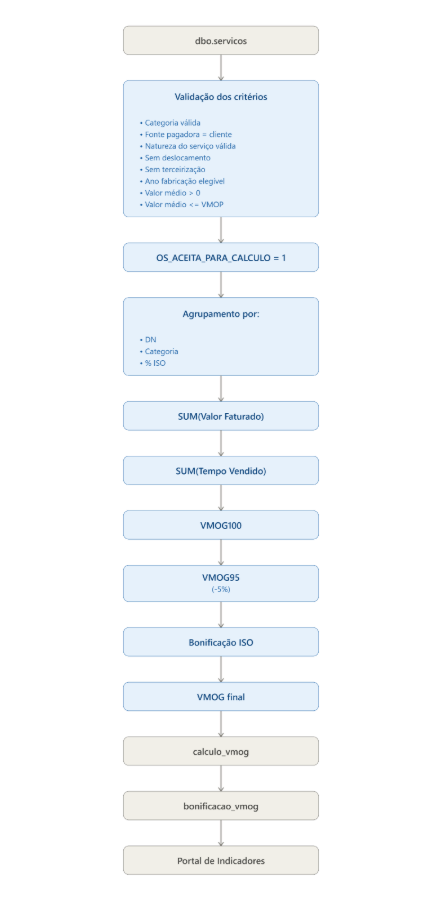 dbo.servicos
Validação dos critérios
• Categoria válida
• Fonte pagadora = cliente
• Natureza do serviço válida
• Sem deslocamento
• Sem terceirização
• Ano fabricação elegível
• Valor médio > 0
• Valor médio <= VMOP
OS_ACEITA_PARA_CALCULO = 1
Agrupamento por:
• DN
• Categoria
• % ISO
SUM(Valor Faturado)
SUM(Tempo Vendido)
VMOG100
VMOG95
(-5%)
Bonificação ISO
VMOG final
calculo_vmog
bonificacao_vmog
Portal de Indicadores